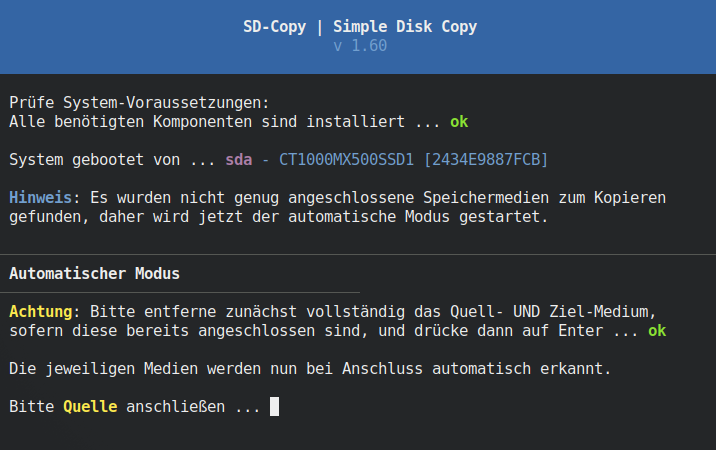 SD-Copy | Simple Disk Copy
v 1.60
Prüfe System-Voraussetzungen:
Alle benötigten Komponenten sind installiert ... ok
System gebootet von ... sda - CT1000MX500SSD1 [2434E9887FCB]
Hinweis: Es wurden nicht genug angeschlossene Speichermedien zum Kopieren
gefunden, daher wird jetzt der automatische Modus gestartet.
Automatischer Modus
Achtung: Bitte entferne zunächst vollständig das Quell- UND Ziel-Medium,
sofern diese bereits angeschlossen sind, und drücke dann auf Enter ... ok
Die jeweiligen Medien werden nun bei Anschluss automatisch erkannt.
Bitte Quelle anschließen ...